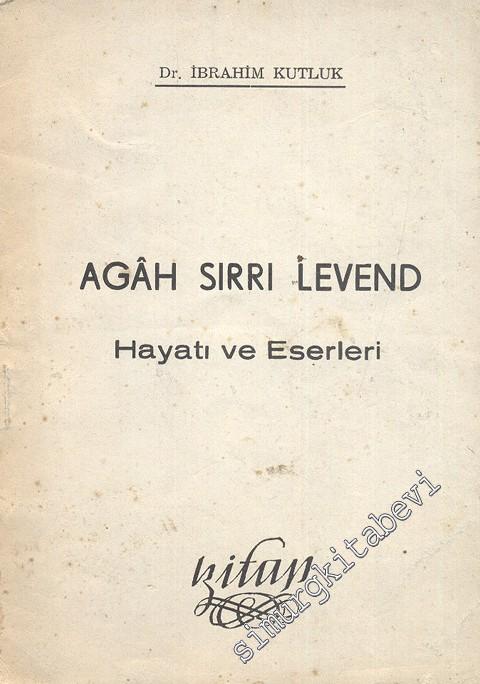 Dr. İBRAHİM KUTLUK
AGÂH SIRRI LEVEND
Hayatı ve Eserleri
kitap
simurgkitabevi